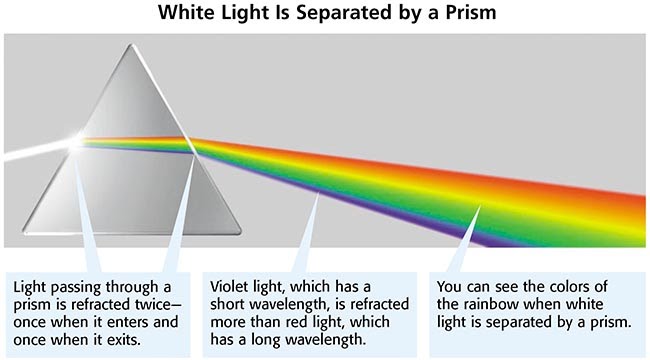 White Light Is Separated by a Prism
Light passing through a
prism is refracted twice—
once when it enters and
once when it exits.
Violet light, which has a
short wavelength, is refracted
more than red light, which
has a long wavelength.
You can see the colors of
the rainbow when white
light is separated by a prism.